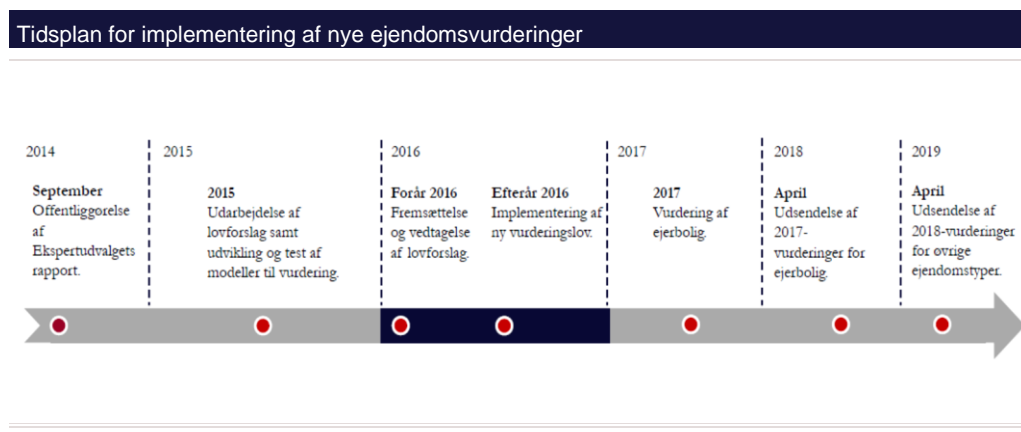 Tidsplan for implementering af nye ejendomsvurderinger
2014
September
Offentliggørelse
af
Ekspertudvalgets
rapport.
2015
2015
Udarbejdelse af
lovforslag samt
udvikling og test af
modeller til vurdering.
2016
Forår 2016
Fremsættelse
og vedtagelse
af lovforslag.
Efterår 2016
Implementering af
ny vurderingslov.
2017
2017
Vurdering af
ejerbolig.
2018
April
Udsendelse af
2017-
vurderinger for
ejerbolig.
2019
April
Udsendelse af
2018-vurderinger
for øvrige
ejendomstyper.